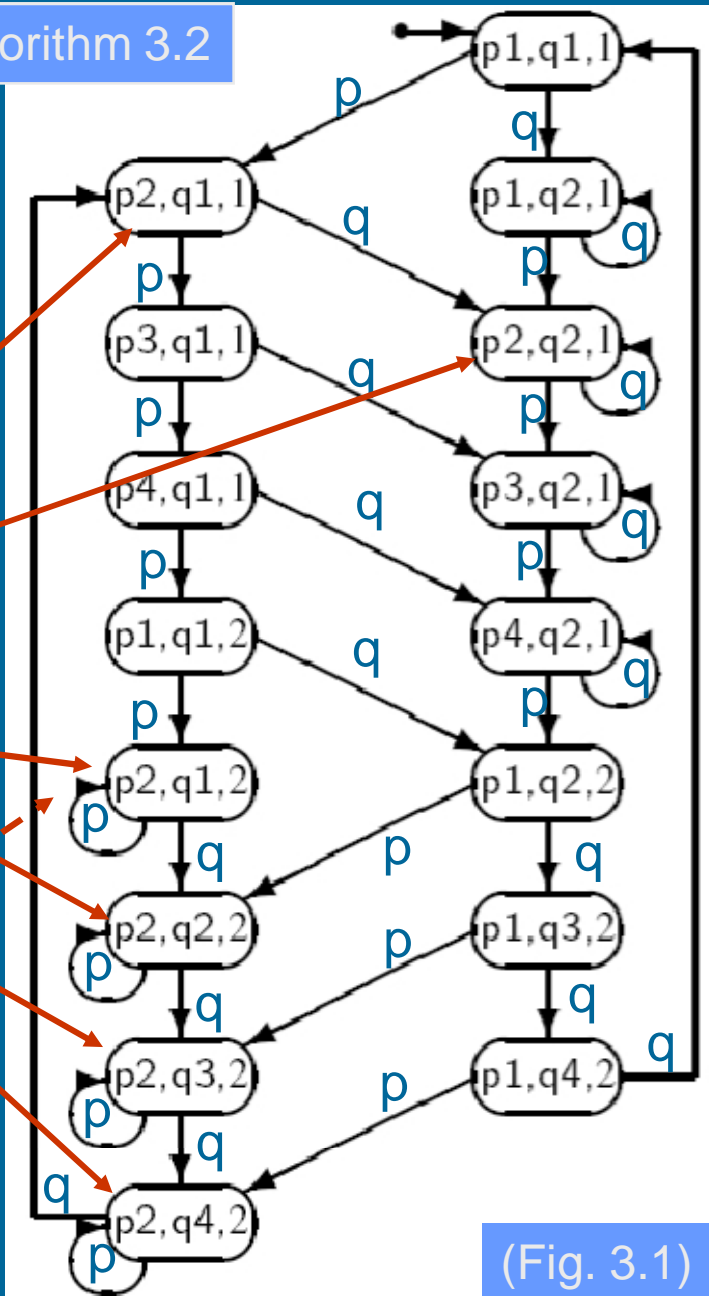 orithm 3.2
p1,q1,1
p
q
p2,q1,1
p1,q2,1
q
q
p
p
p3,q1,1
p2,q2,1
q
q
p
p
p4,q1,1
p3,q2,1
q
q
p
p
p1,q1,2
p4,q2,1
q
q
p
p
p2,q1,2
p1,q2,2
p
q
p
q
p2,q2,2
p1,q3,2
p
p
q
q
p2,q3,2
p1,q4,2
q
p
p
q
q
p2,q4,2
p
(Fig. 3.1)